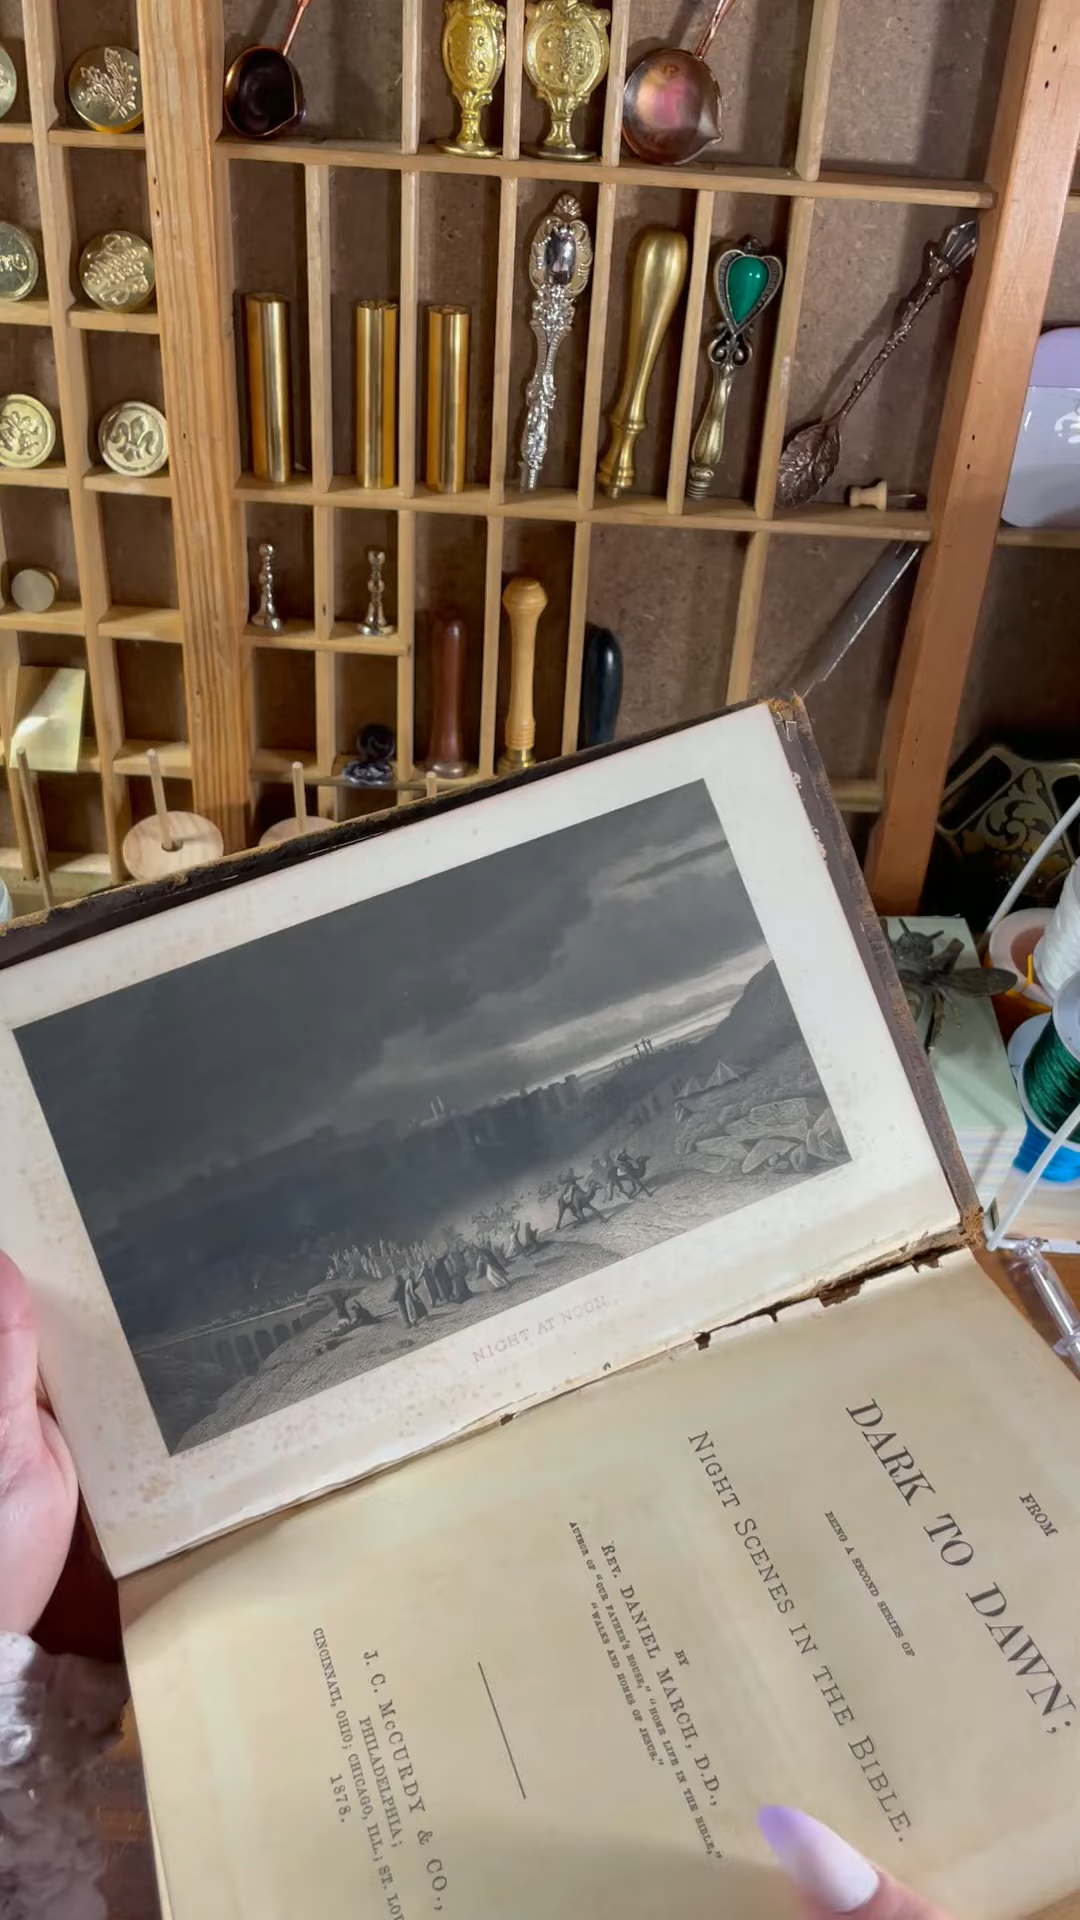 NIGHT AT NOON.
FROM
DARK TO DAWN;
BEING A SECOND SERIES OF
NIGHT SCENES IN THE BIBLE.
BY
REV. DANIEL MARCH, D.D.,
AUTHOR OF "OUR FATHER'S HOUSE," "HOME LIFE IN THE BIBLE,"
"WALKS AND HOMES OF JESUS."
J. C. McCURDY & CO.,
PHILADELPHIA;
CINCINNATI, OHIO; CHICAGO, ILL.; ST. LOU
1878.